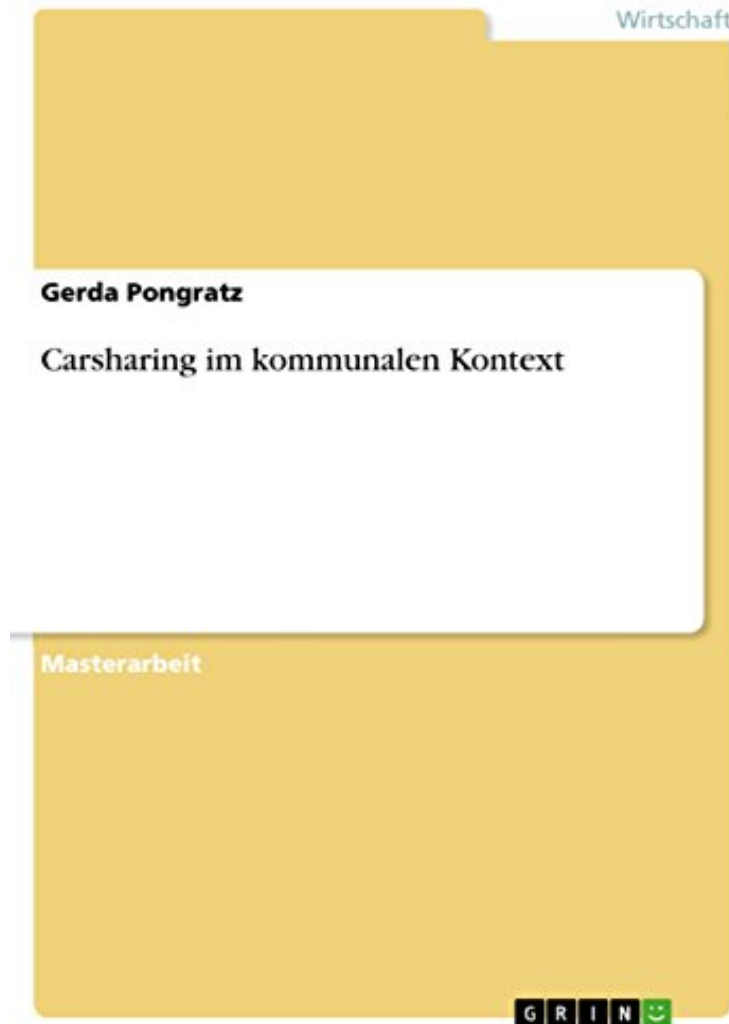 Wirtschaft
Gerda Pongratz
Carsharing im kommunalen Kontext
Masterarbeit
GRIN